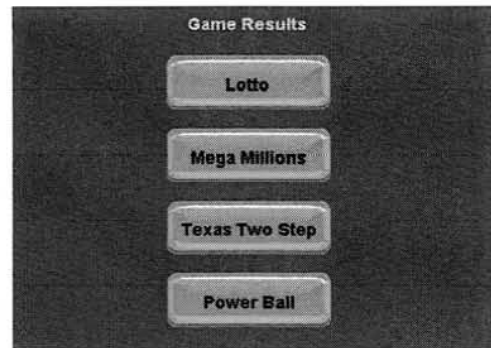 Game Results
Lotto
Mega Millions
Texas Two Step
Power Ball